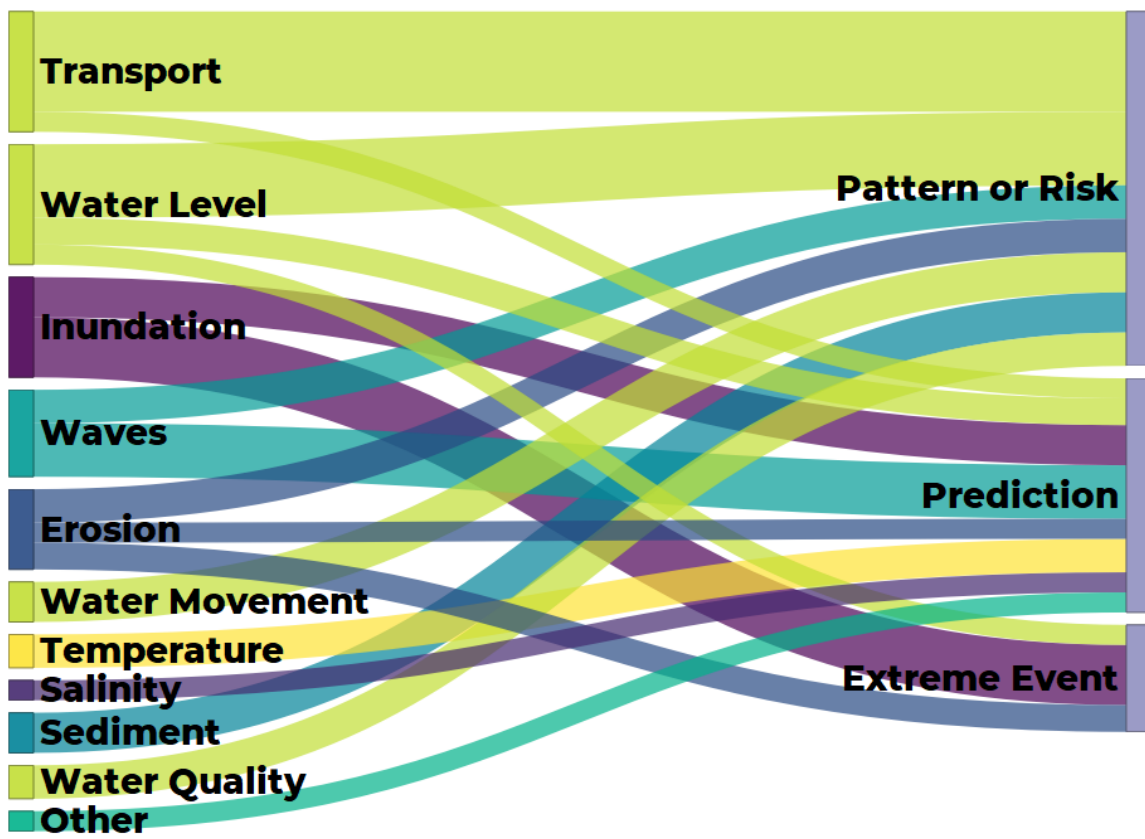 Transport
Water Level
Inundation
Waves
Erosion
Water Movement
Temperature
Salinity
Sediment
Water Quality
Other
Pattern or Risk
Prediction
Extreme Event